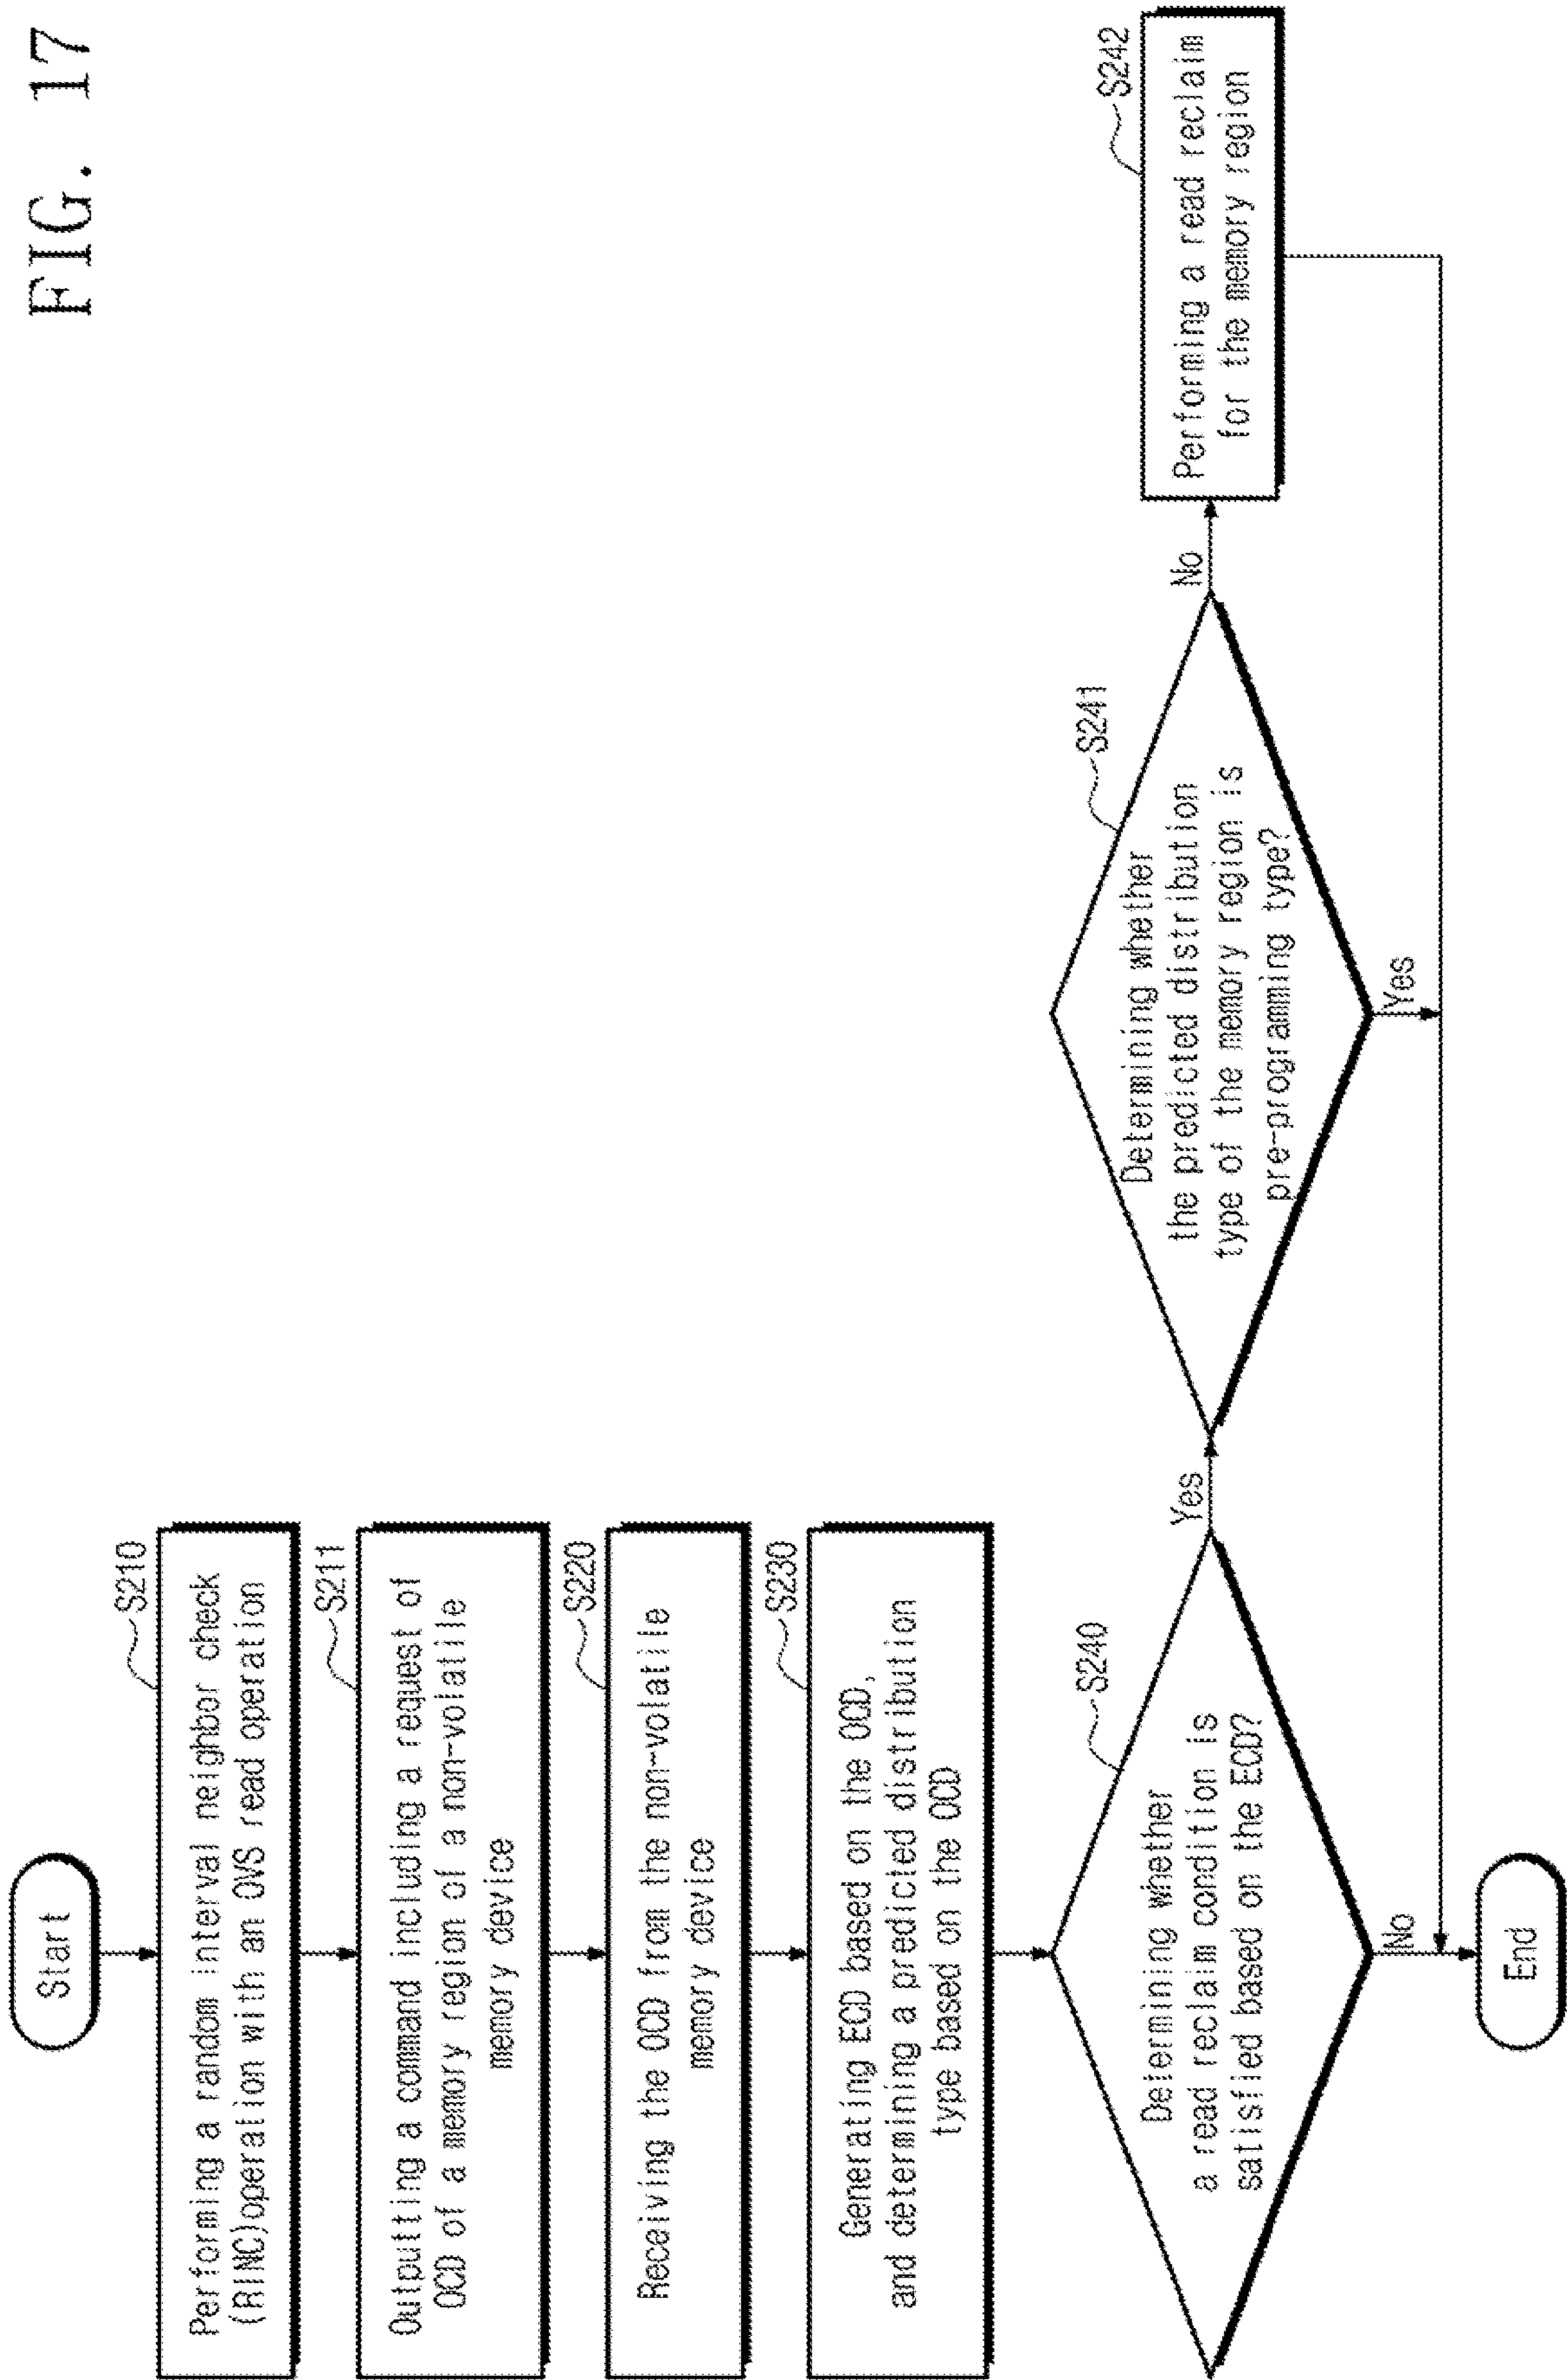 FIG. 17
Start
S210
Performing a random interval neighbor check
(RINC)operation with an OVS read operation
S211
Outputting a command including a request of
OCD of a memory region of a non-volatile
memory device
S220
Receiving the OCD from the non-volatile
memory device
S230
Generating ECD based on the OCD,
and determining a predicted distribution
type based on the OCD
S240
Determining whether
a read reclaim condition is
satisfied based on the ECD?
Yes
No
S241
Determining whether
the predicted distribution
type of the memory region is
pre-programming type?
No
Yes
S242
Performing a read reclaim
for the memory region
End